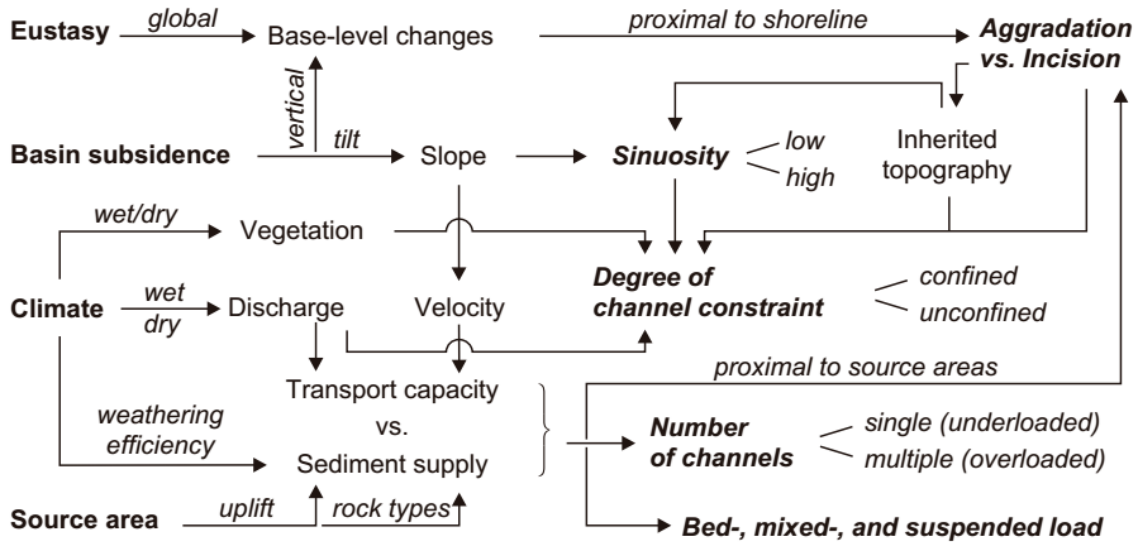 Eustasy
global
Base-level changes
proximal to shoreline
Aggradation
vs. Incision
vertical
Basin subsidence
tilt
Slope
Sinuosity
low
high
Inherited
topography
wet/dry
Vegetation
Climate
wet
dry
Discharge
Velocity
Degree of
channel constraint
confined
unconfined
proximal to source areas
Transport capacity
vs.
Sediment supply
weathering
efficiency
Number
of channels
single (underloaded)
multiple (overloaded)
Source area
uplift
rock types
Bed-, mixed-, and suspended load